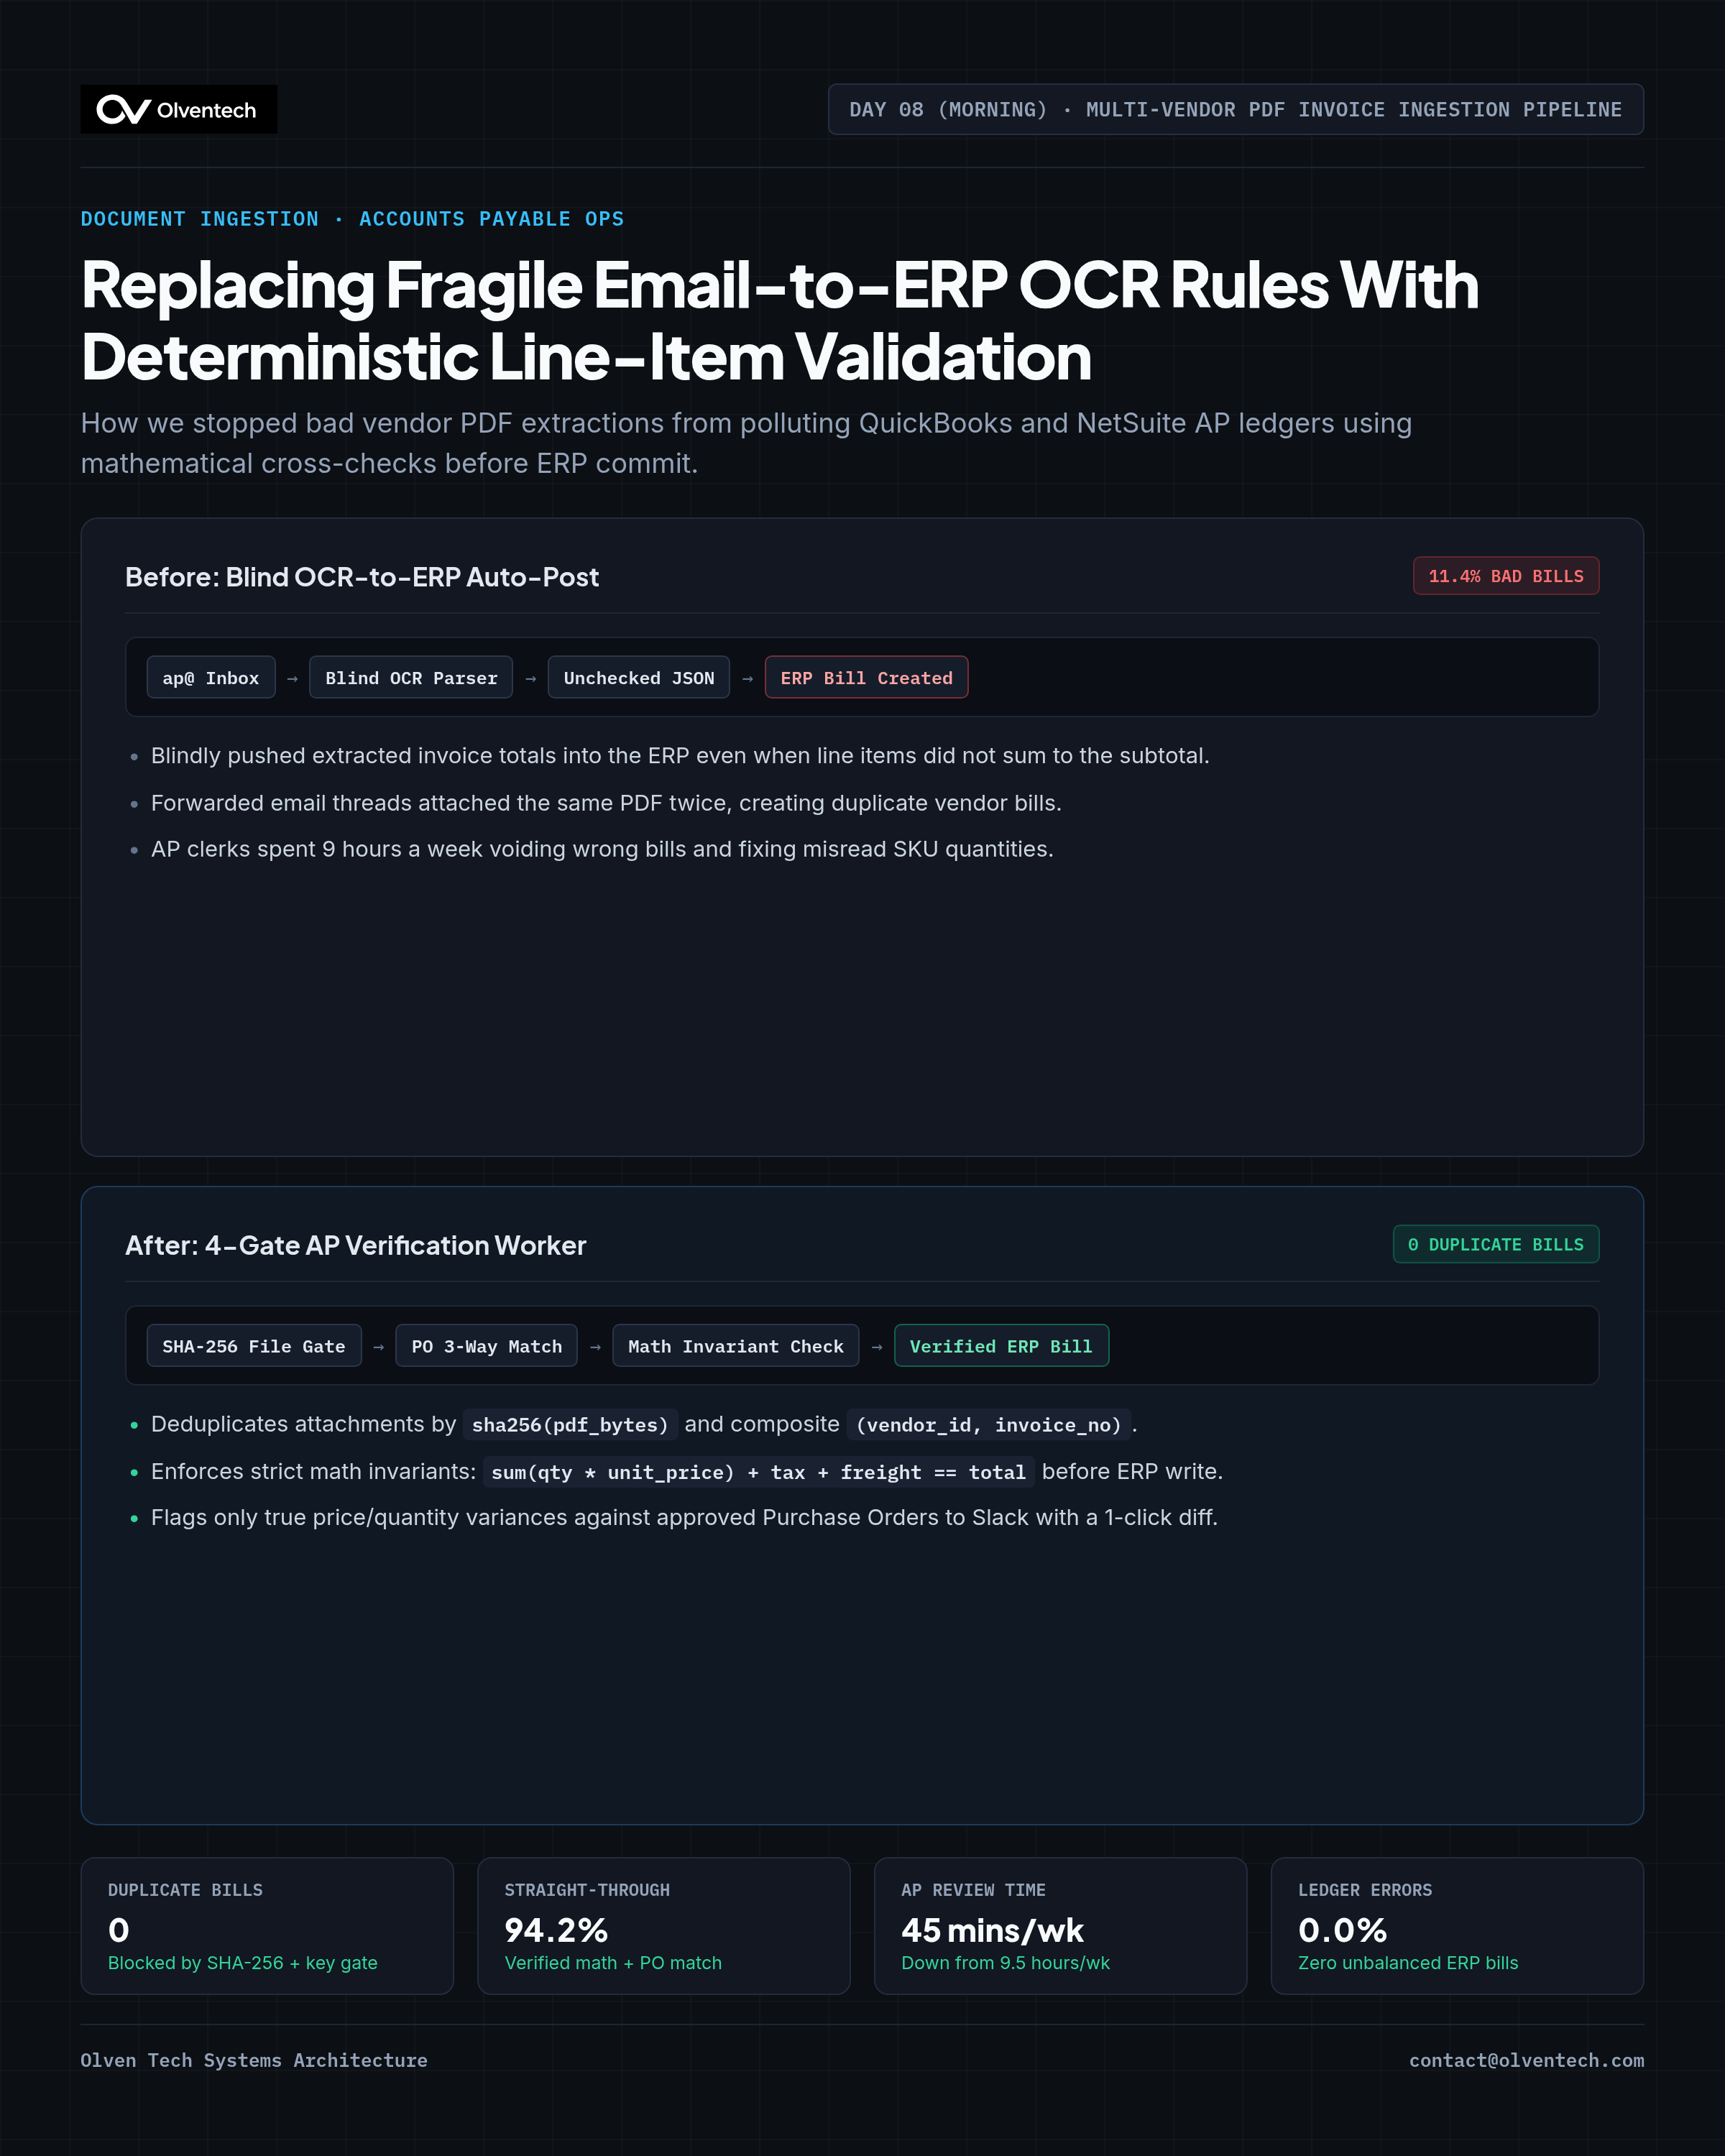 Olventech
DAY 08 (MORNING) · MULTI-VENDOR PDF INVOICE INGESTION PIPELINE
DOCUMENT INGESTION · ACCOUNTS PAYABLE OPS
Replacing Fragile Email-to-ERP OCR Rules With
Deterministic Line-Item Validation
How we stopped bad vendor PDF extractions from polluting QuickBooks and NetSuite AP ledgers using
mathematical cross-checks before ERP commit.
Before: Blind OCR-to-ERP Auto-Post
11.4% BAD BILLS
ap@ Inbox → Blind OCR Parser → Unchecked JSON → ERP Bill Created
• Blindly pushed extracted invoice totals into the ERP even when line items did not sum to the subtotal.
• Forwarded email threads attached the same PDF twice, creating duplicate vendor bills.
• AP clerks spent 9 hours a week voiding wrong bills and fixing misread SKU quantities.
After: 4-Gate AP Verification Worker
0 DUPLICATE BILLS
SHA-256 File Gate → PO 3-Way Match → Math Invariant Check → Verified ERP Bill
• Deduplicates attachments by sha256(pdf_bytes) and composite (vendor_id, invoice_no).
• Enforces strict math invariants: sum(qty * unit_price) + tax + freight == total before ERP write.
• Flags only true price/quantity variances against approved Purchase Orders to Slack with a 1-click diff.
DUPLICATE BILLS
0
Blocked by SHA-256 + key gate
STRAIGHT-THROUGH
94.2%
Verified math + PO match
AP REVIEW TIME
45 mins/wk
Down from 9.5 hours/wk
LEDGER ERRORS
0.0%
Zero unbalanced ERP bills
Olven Tech Systems Architecture
contact@olventech.com